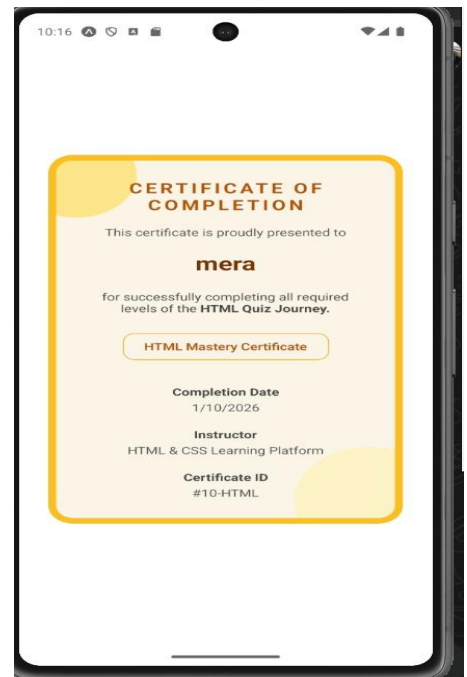 10:16
CERTIFICATE OF
COMPLETION
This certificate is proudly presented to
mera
for successfully completing all required
levels of the HTML Quiz Journey.
HTML Mastery Certificate
Completion Date
1/10/2026
Instructor
HTML & CSS Learning Platform
Certificate ID
#10-HTML